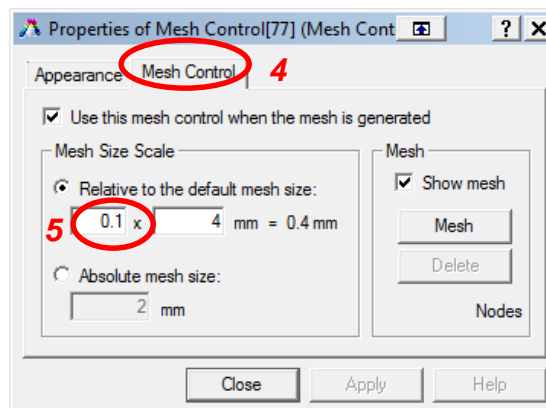 Properties of Mesh Control[77] (Mesh Cont ? X
Appearance Mesh Control 4
Use this mesh control when the mesh is generated
Mesh Size Scale Mesh
Relative to the default mesh size: Show mesh
5 0.1 x 4 mm = 0.4 mm Mesh
Absolute mesh size: Delete
2 mm Nodes
Close Apply Help